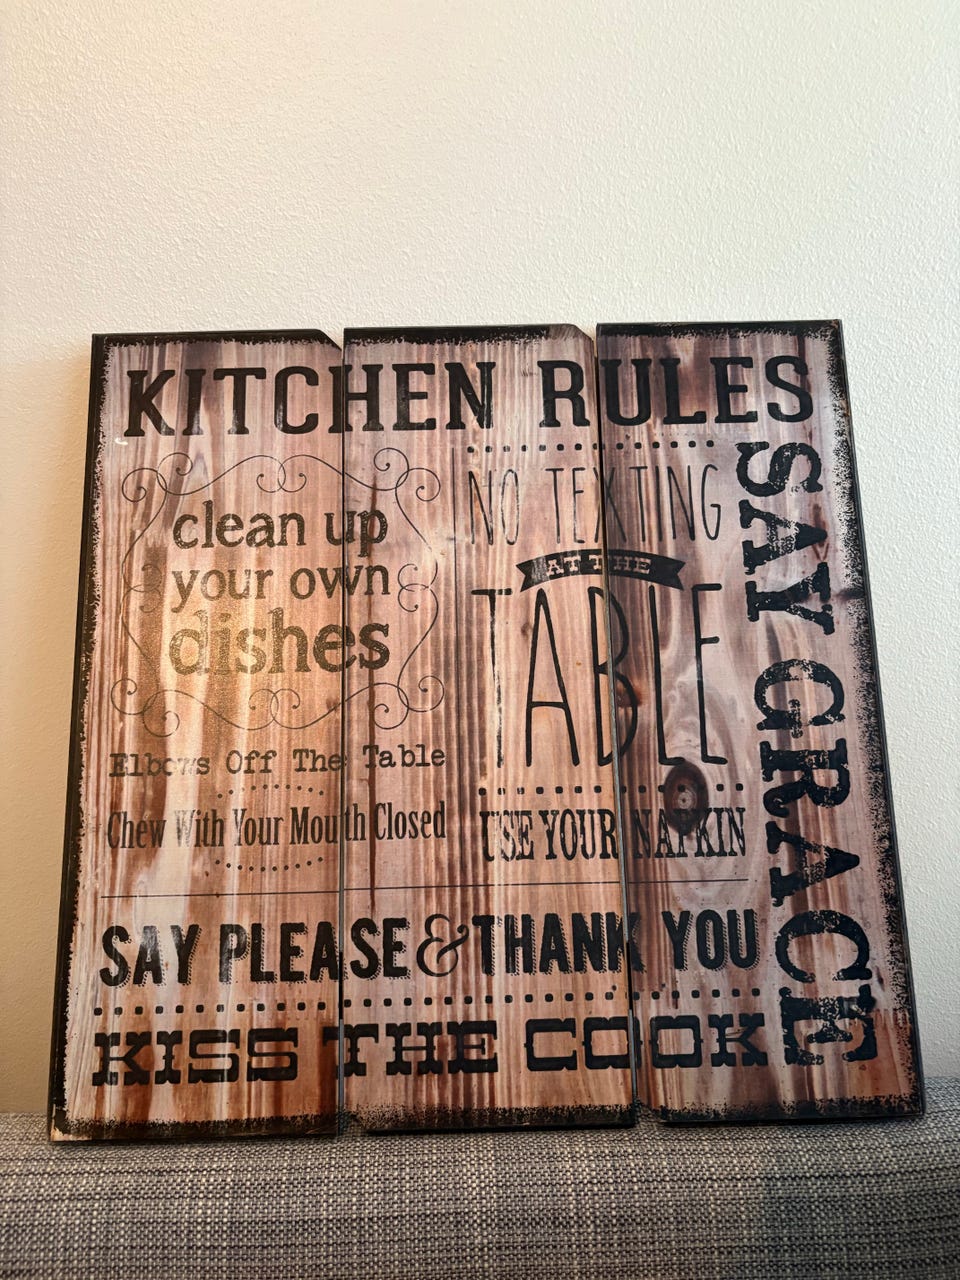 KITCHEN RULES
clean up
your own
dishes
Elbows Off The Table
Chew With Your Mouth Closed
NO TEXTING
AT THE
TABLE
USE YOUR NAPKIN
SAY GRACE
SAY PLEASE & THANK YOU
KISS THE COOK